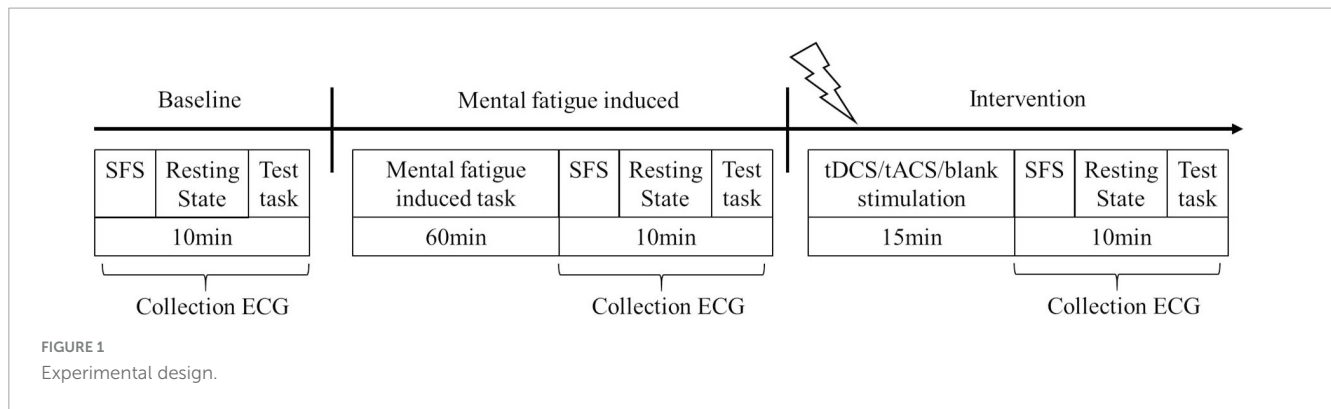 Baseline
Mental fatigue induced
Intervention
SFS
Resting
State
Test
task
10min
Collection ECG
Mental fatigue
induced task
60min
SFS
Resting
State
Test
task
10min
Collection ECG
tDCS/tACS/blank
stimulation
15min
SFS
Resting
State
Test
task
10min
Collection ECG
FIGURE 1
Experimental design.